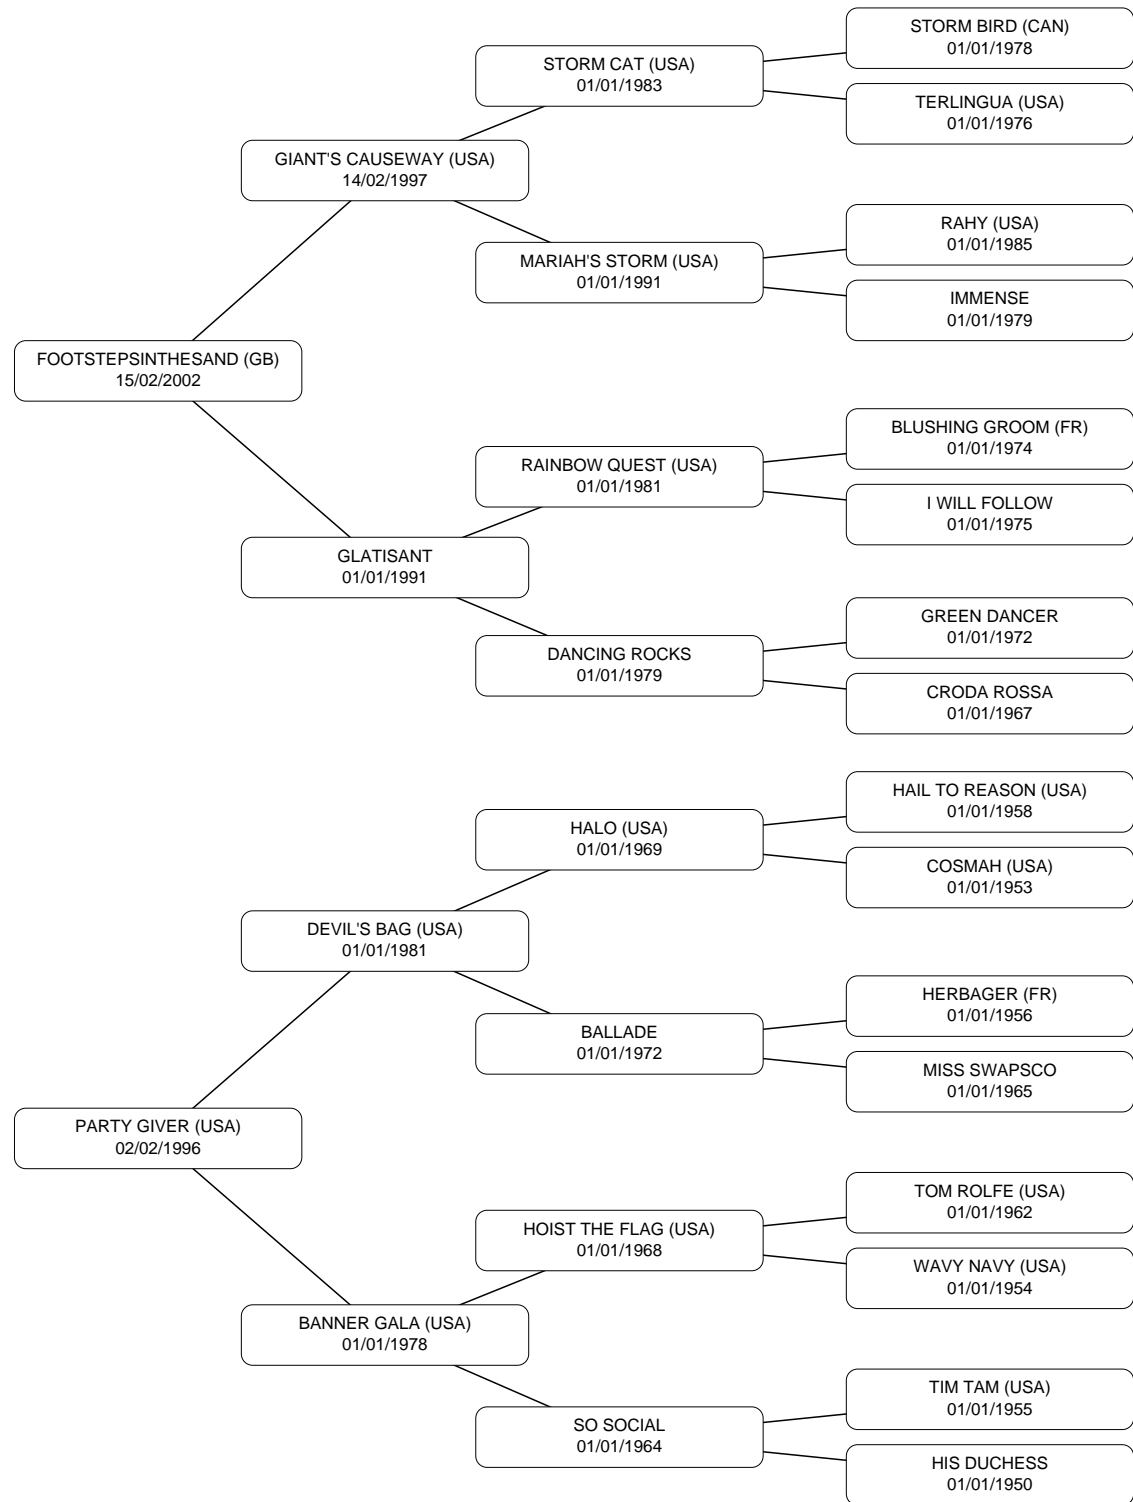 STORM BIRD (CAN)
01/01/1978
STORM CAT (USA)
01/01/1983
TERLINGUA (USA)
01/01/1976
GIANT'S CAUSEWAY (USA)
14/02/1997
RAHY (USA)
01/01/1985
MARIAH'S STORM (USA)
01/01/1991
IMMENSE
01/01/1979
FOOTSTEPSINTHESAND (GB)
15/02/2002
BLUSHING GROOM (FR)
01/01/1974
RAINBOW QUEST (USA)
01/01/1981
I WILL FOLLOW
01/01/1975
GLATISANT
01/01/1991
GREEN DANCER
01/01/1972
DANCING ROCKS
01/01/1979
CRODA ROSSA
01/01/1967
HAIL TO REASON (USA)
01/01/1958
HALO (USA)
01/01/1969
COSMAH (USA)
01/01/1953
DEVIL'S BAG (USA)
01/01/1981
HERBAGER (FR)
01/01/1956
BALLADE
01/01/1972
MISS SWAPSCO
01/01/1965
PARTY GIVER (USA)
02/02/1996
TOM ROLFE (USA)
01/01/1962
HOIST THE FLAG (USA)
01/01/1968
WAVY NAVY (USA)
01/01/1954
BANNER GALA (USA)
01/01/1978
TIM TAM (USA)
01/01/1955
SO SOCIAL
01/01/1964
HIS DUCHESS
01/01/1950